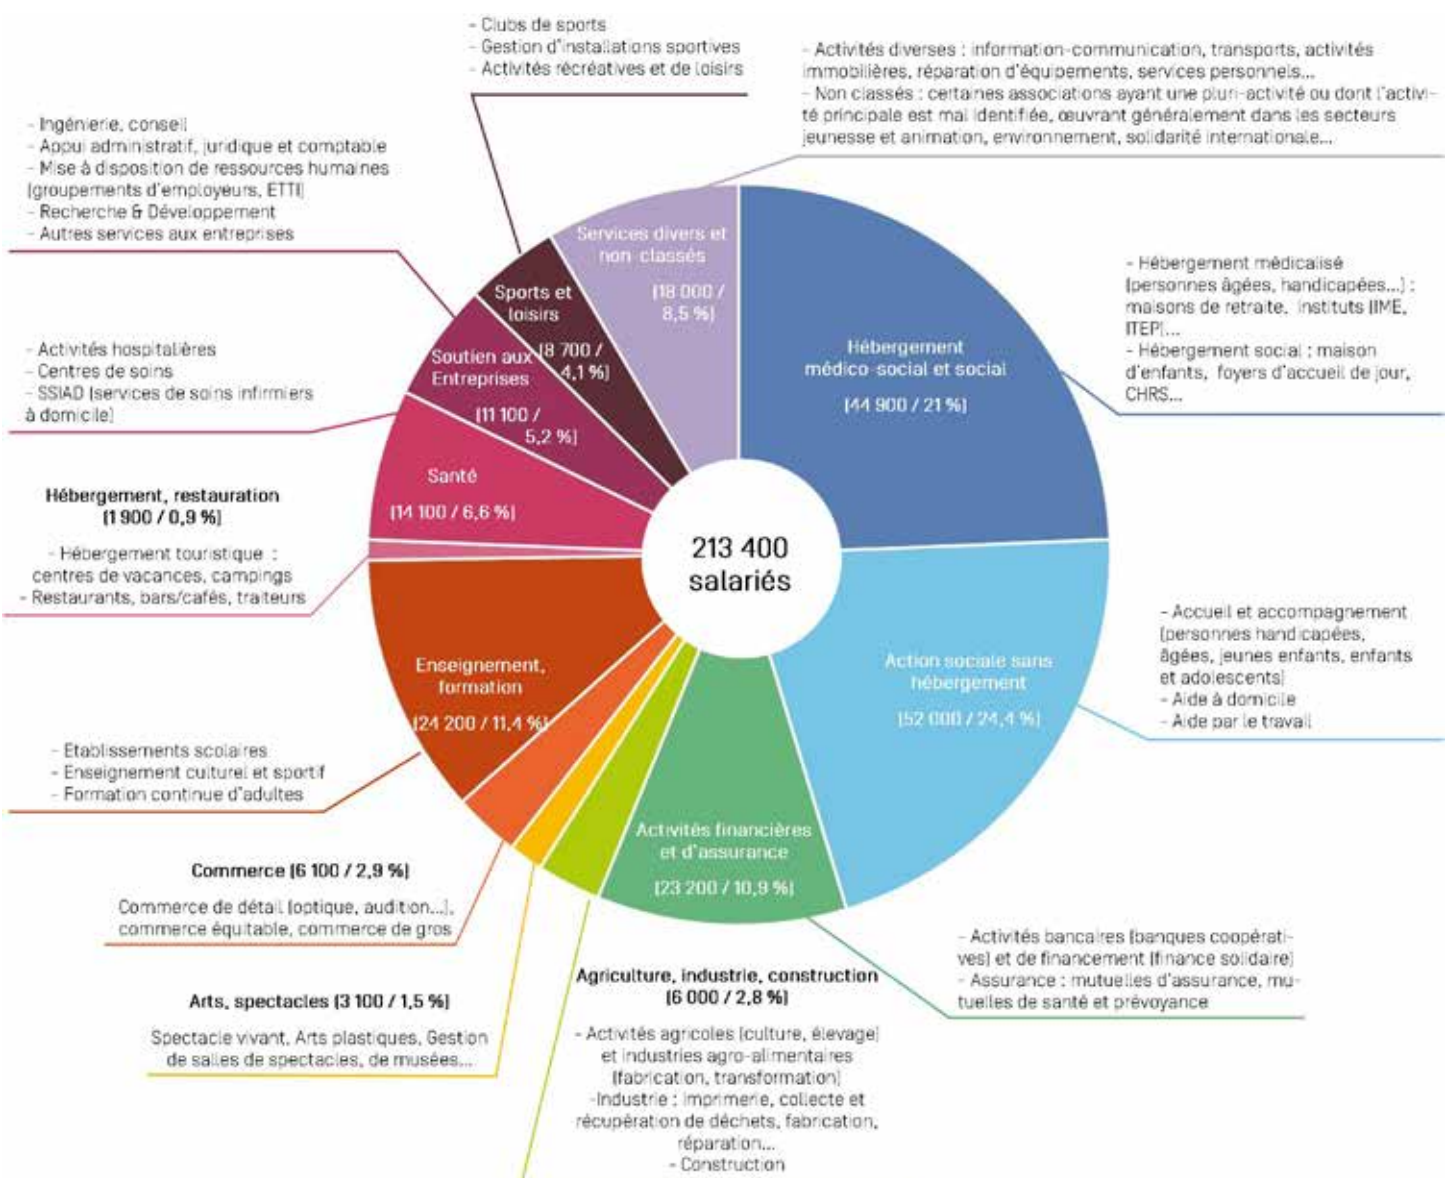 - Clubs de sports
- Gestion d'installations sportives
- Activités récréatives et de loisirs
- Activités diverses : information-communication, transports, activités
immobilières, réparation d'équipements, services personnels...
- Non classés : certaines associations ayant une pluri-activité ou dont l'activi-
té principale est mal identifiée, œuvrant généralement dans les secteurs
jeunesse et animation, environnement, solidarité internationale...
- Ingénierie, conseil
- Appui administratif, juridique et comptable
- Mise à disposition de ressources humaines
(groupements d'employeurs, ETTI)
- Recherche & Développement
- Autres services aux entreprises
Services divers et
non-classés
(18 000 /
8,5 %)
- Hébergement médicalisé
(personnes âgées, handicapées...) :
maisons de retraite, instituts (IME,
ITEP)...
- Hébergement social : maison
d'enfants, foyers d'accueil de jour,
CHRS...
Sports et
loisirs
(8 700 /
4,1 %)
Hébergement
médico-social et social
(44 900 / 21 %)
- Activités hospitalières
- Centres de soins
- SSIAD (services de soins infirmiers
à domicile)
Soutien aux
Entreprises
(11 100 /
5,2 %)
Santé
(14 100 / 6,6 %)
Hébergement, restauration
(1 900 / 0,9 %)
- Hébergement touristique :
centres de vacances, campings
- Restaurants, bars/cafés, traiteurs
213 400
salariés
- Accueil et accompagnement
(personnes handicapées,
âgées, jeunes enfants, enfants
et adolescents)
- Aide à domicile
- Aide par le travail
Action sociale sans
hébergement
(52 000 / 24,4 %)
Enseignement,
formation
(24 200 / 11,4 %)
- Etablissements scolaires
- Enseignement culturel et sportif
- Formation continue d'adultes
Activités financières
et d'assurance
(23 200 / 10,9 %)
Commerce (6 100 / 2,9 %)
Commerce de détail (optique, audition...),
commerce équitable, commerce de gros
- Activités bancaires (banques coopérati-
ves) et de financement (finance solidaire)
- Assurance : mutuelles d'assurance, mu-
tuelles de santé et prévoyance
Arts, spectacles (3 100 / 1,5 %)
Spectacle vivant, Arts plastiques, Gestion
de salles de spectacles, de musées...
Agriculture, industrie, construction
(6 000 / 2,8 %)
- Activités agricoles (culture, élevage)
et industries agro-alimentaires
(fabrication, transformation)
-Industrie : imprimerie, collecte et
récupération de déchets, fabrication,
réparation...
- Construction